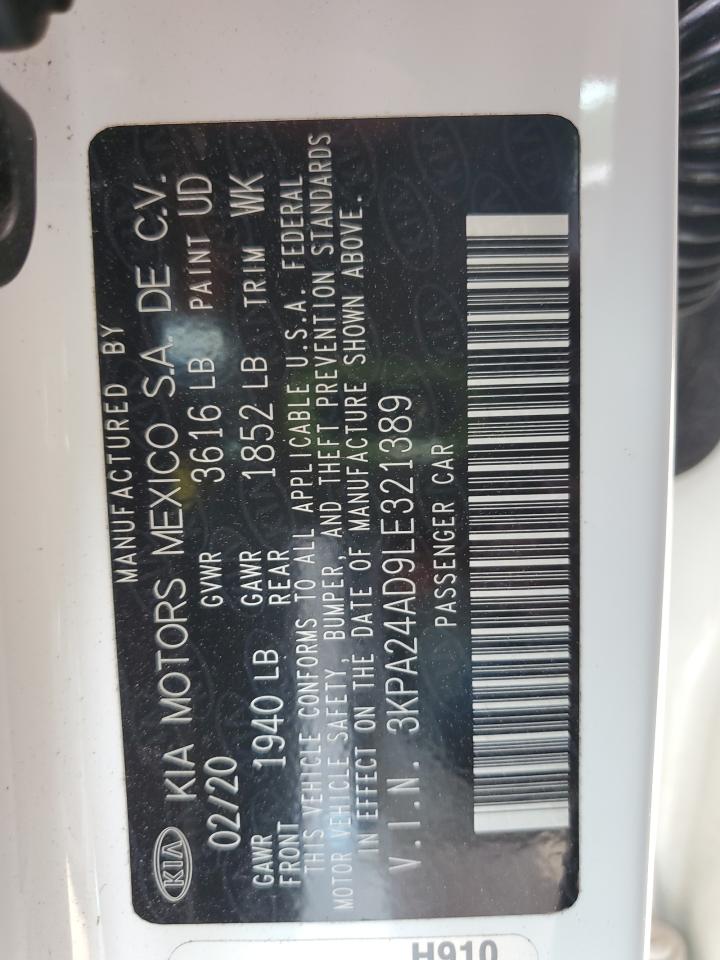 MANUFACTURED BY
KIA KIA MOTORS MEXICO S.A. DE C.V.
02/20 GVWR 3616 LB PAINT UD
GAWR FRONT 1940 LB GAWR REAR 1852 LB TRIM WK
THIS VEHICLE CONFORMS TO ALL APPLICABLE U.S.A. FEDERAL
MOTOR VEHICLE SAFETY, BUMPER, AND THEFT PREVENTION STANDARDS
IN EFFECT ON THE DATE OF MANUFACTURE SHOWN ABOVE.
V.I.N. 3KPA24AD9LE321389
PASSENGER CAR
H910